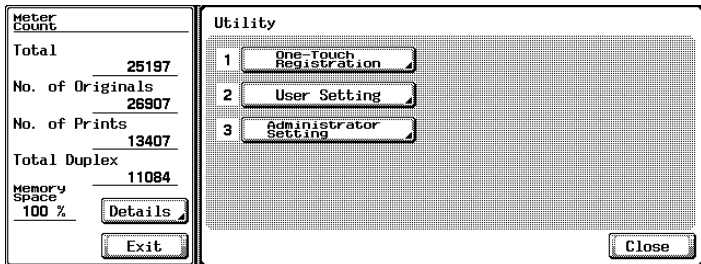 Meter
Count
Total
25197
No. of Originals
26907
No. of Prints
13407
Total Duplex
11084
Memory
Space
100 %
Details
Exit
Utility
1 One-Touch
Registration
2 User Setting
3 Administrator
Setting
Close